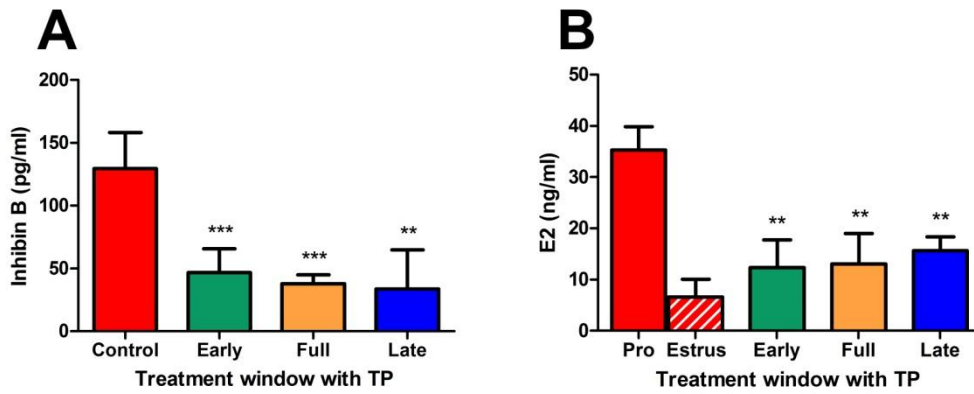 A
Inhibin B (pg/ml)
200
150
100
50
0
***
***
**
Control Early Full Late
Treatment window with TP
B
E2 (ng/ml)
50
40
30
20
10
0
**
**
**
Pro Estrus Early Full Late
Treatment window with TP